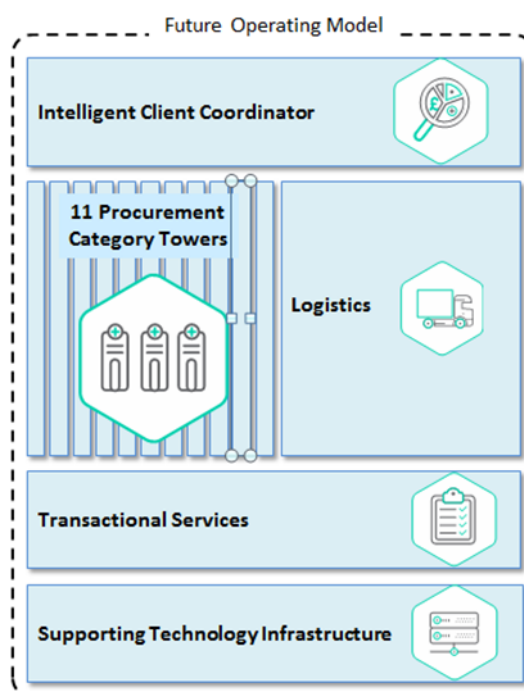 Future Operating Model
Intelligent Client Coordinator
£
11 Procurement
Category Towers
Logistics
Transactional Services
Supporting Technology Infrastructure